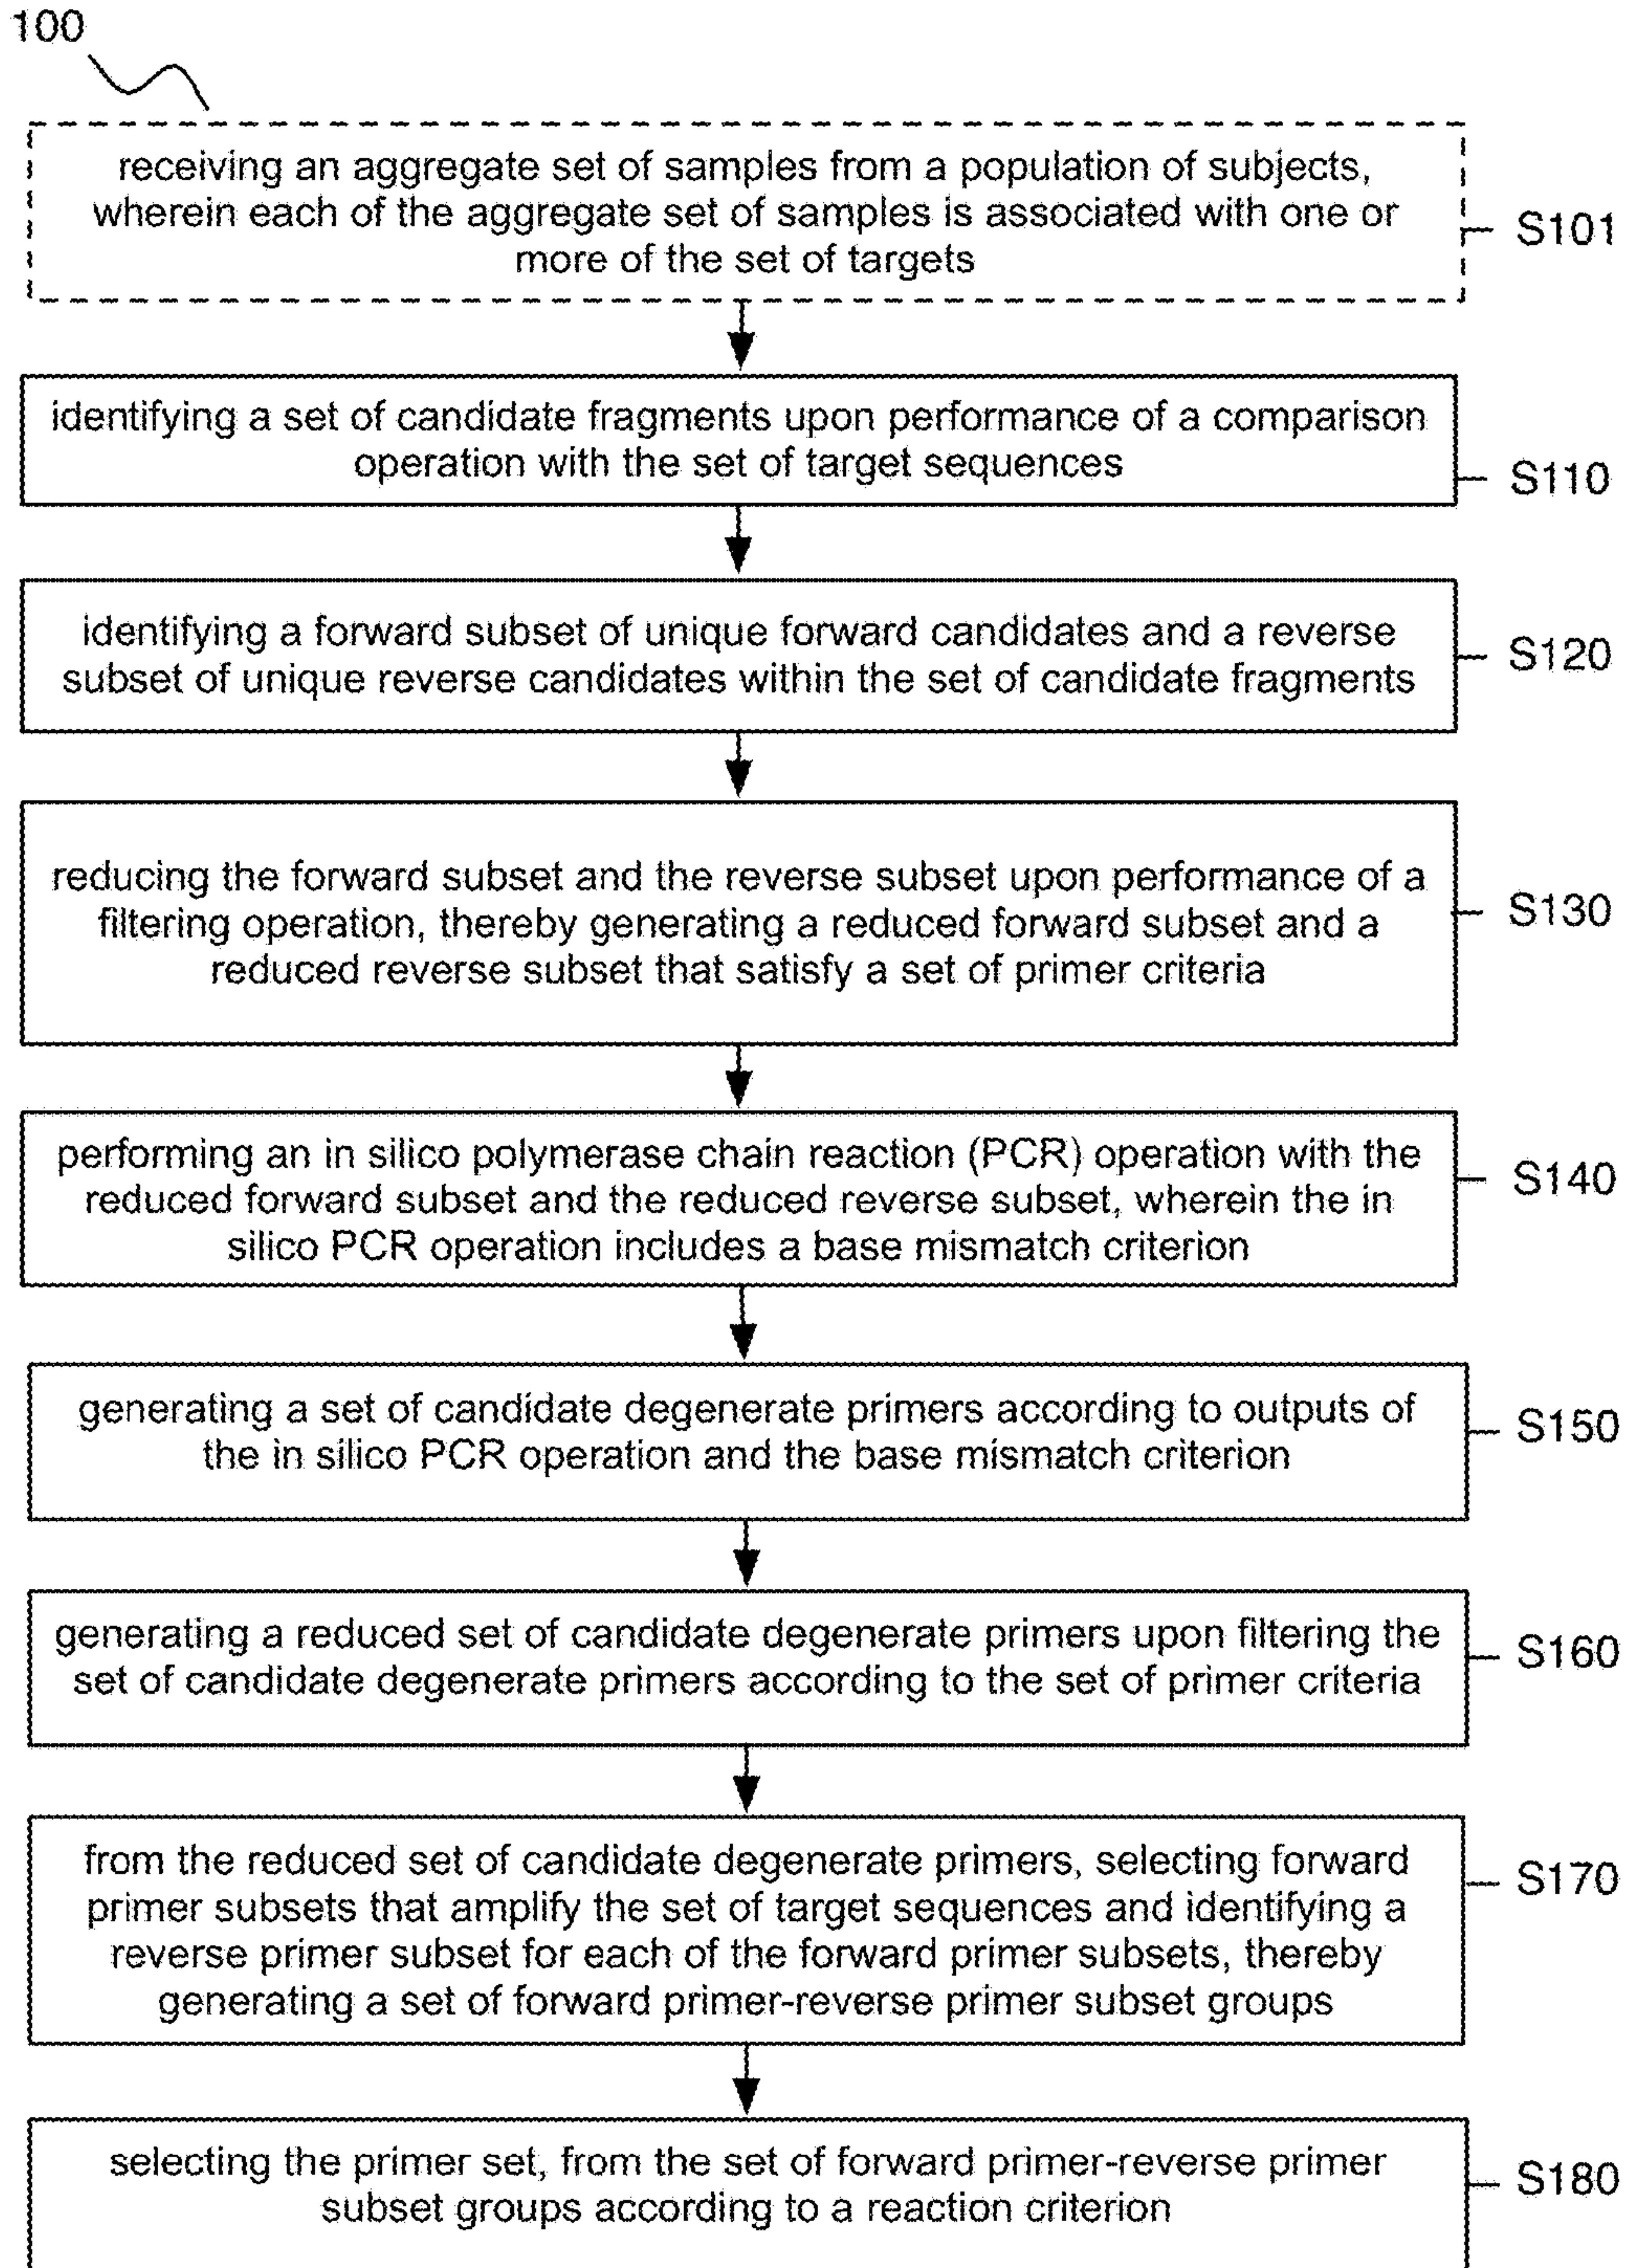 100
receiving an aggregate set of samples from a population of subjects,
wherein each of the aggregate set of samples is associated with one or
more of the set of targets
S101
identifying a set of candidate fragments upon performance of a comparison
operation with the set of target sequences
S110
identifying a forward subset of unique forward candidates and a reverse
subset of unique reverse candidates within the set of candidate fragments
S120
reducing the forward subset and the reverse subset upon performance of a
filtering operation, thereby generating a reduced forward subset and a
reduced reverse subset that satisfy a set of primer criteria
S130
performing an in silico polymerase chain reaction (PCR) operation with the
reduced forward subset and the reduced reverse subset, wherein the in
silico PCR operation includes a base mismatch criterion
S140
generating a set of candidate degenerate primers according to outputs of
the in silico PCR operation and the base mismatch criterion
S150
generating a reduced set of candidate degenerate primers upon filtering the
set of candidate degenerate primers according to the set of primer criteria
S160
from the reduced set of candidate degenerate primers, selecting forward
primer subsets that amplify the set of target sequences and identifying a
reverse primer subset for each of the forward primer subsets, thereby
generating a set of forward primer-reverse primer subset groups
S170
selecting the primer set, from the set of forward primer-reverse primer
subset groups according to a reaction criterion
S180